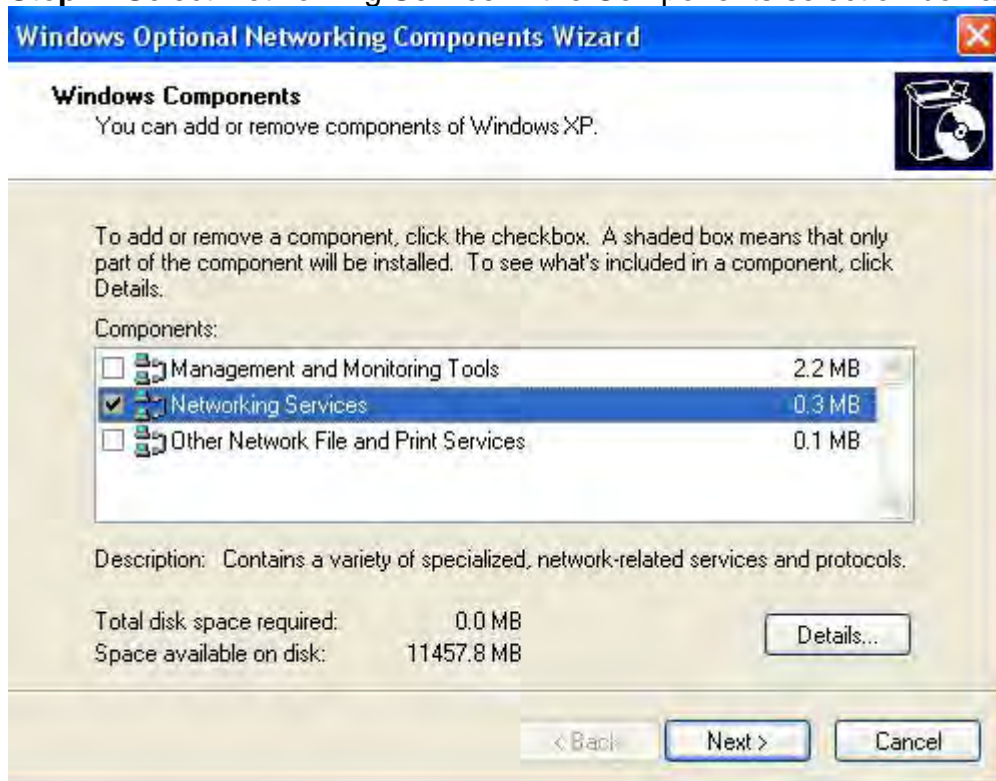 Windows Optional Networking Components Wizard
Windows Components
You can add or remove components of Windows XP.
To add or remove a component, click the checkbox. A shaded box means that only
part of the component will be installed. To see what's included in a component, click
Details.
Components:
Management and Monitoring Tools 2.2 MB
Networking Services 0.3 MB
Other Network File and Print Services 0.1 MB
Description: Contains a variety of specialized, network-related services and protocols.
Total disk space required: 0.0 MB
Space available on disk: 11457.8 MB
Details...
< Back Next > Cancel